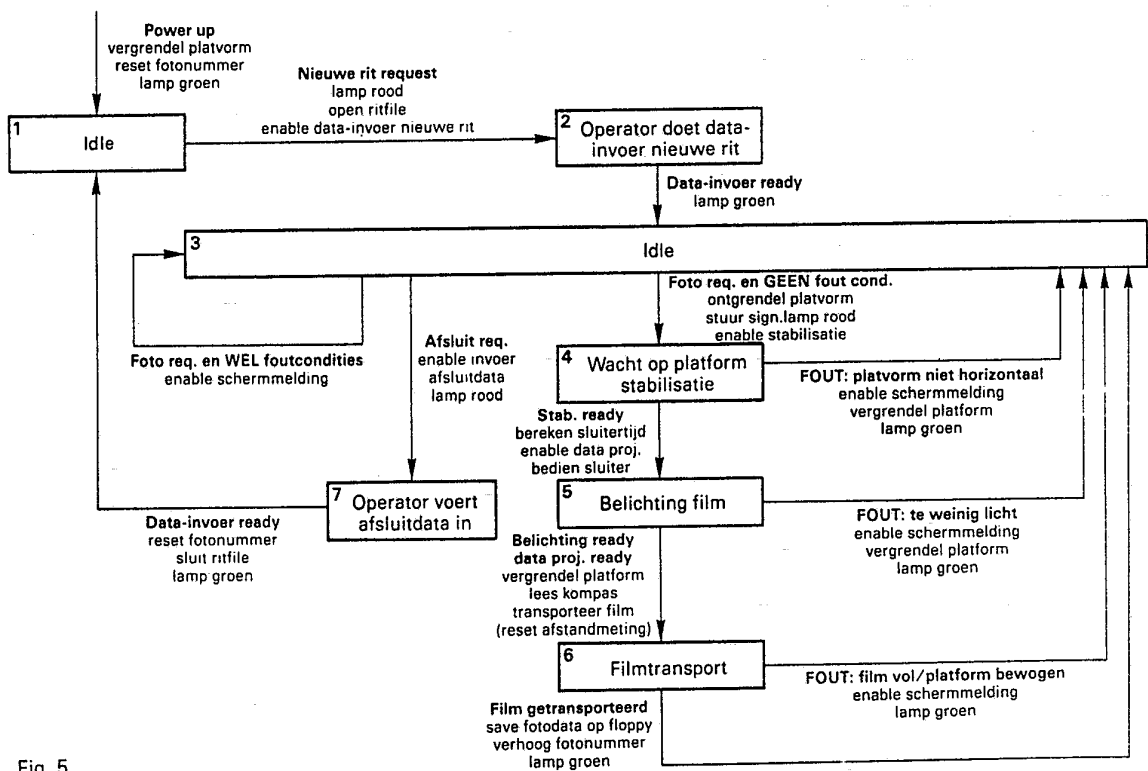 Power up
vergrendel platvorm
reset fotonummer
lamp groen
Nieuwe rit request
lamp rood
open ritfile
enable data-invoer nieuwe rit
1
Idle
2
Operator doet data-
invoer nieuwe rit
Data-invoer ready
lamp groen
3
Idle
Foto req. en WEL foutcondities
enable schermmelding
Afsluit req.
enable invoer
afsluitdata
lamp rood
Foto req. en GEEN fout cond.
ontgrendel platvorm
stuur sign.lamp rood
enable stabilisatie
4
Wacht op platform
stabilisatie
FOUT: platvorm niet horizontaal
enable schermmelding
vergrendel platform
lamp groen
Stab. ready
bereken sluitertijd
enable data proj.
bedien sluiter
7
Operator voert
afsluitdata in
5
Belichting film
Data-invoer ready
reset fotonummer
sluit ritfile
lamp groen
FOUT: te weinig licht
enable schermmelding
vergrendel platform
lamp groen
Belichting ready
data proj. ready
vergrendel platform
lees kompas
transporteer film
(reset afstandmeting)
6
Filmtransport
FOUT: film vol/platform bewogen
enable schermmelding
lamp groen
Film getransporteerd
save fotodata op floppy
verhoog fotonummer
lamp groen
Fig. 5